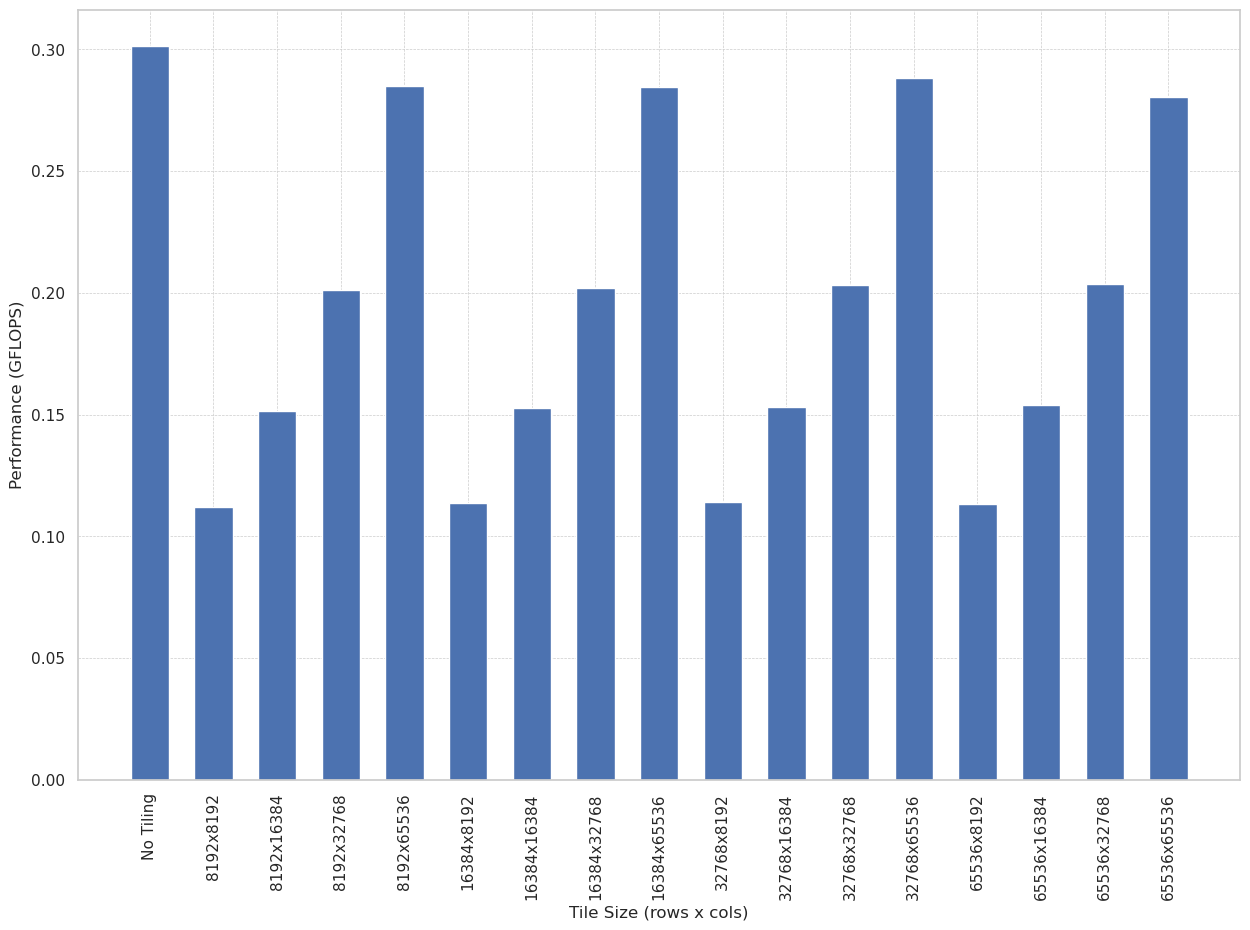 Performance (GFLOPS)
0.30
0.25
0.20
0.15
0.10
0.05
0.00
No Tiling
8192x8192
8192x16384
8192x32768
8192x65536
16384x8192
16384x16384
16384x32768
16384x65536
32768x8192
32768x16384
32768x32768
32768x65536
65536x8192
65536x16384
65536x32768
65536x65536
Tile Size (rows x cols)